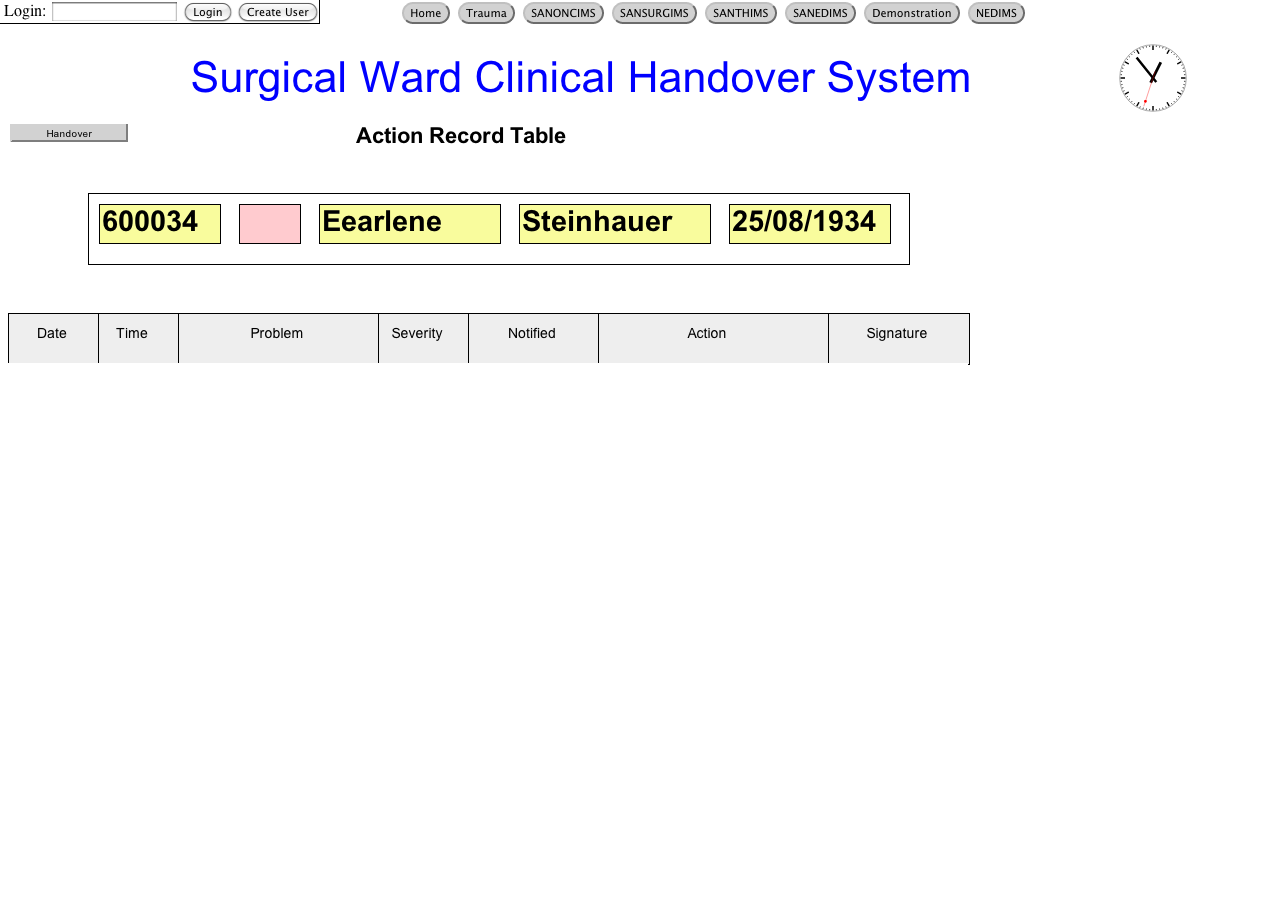 Login: Login Create User Home Trauma SANONCIMS SANSURGIMS SANTHIMS SANEDIMS Demonstration NEDIMS
Surgical Ward Clinical Handover System
Handover Action Record Table
600034 Eearlene Steinhauer 25/08/1934
Date Time Problem Severity Notified Action Signature